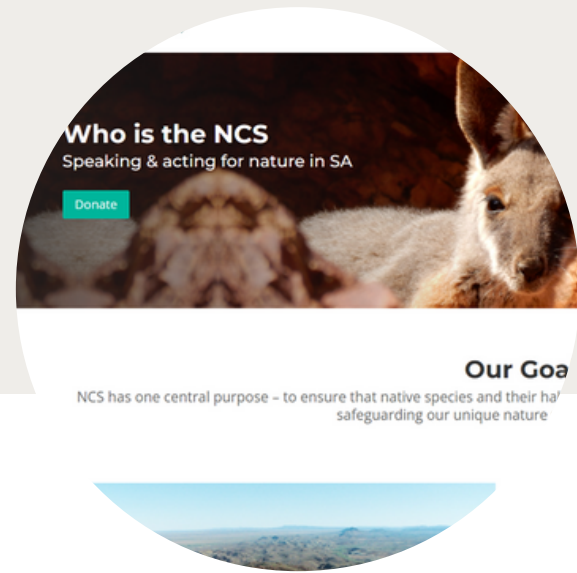 Who is the NCS
Speaking & acting for nature in SA
Donate
Our Goa
NCS has one central purpose – to ensure that native species and their ha
safeguarding our unique nature